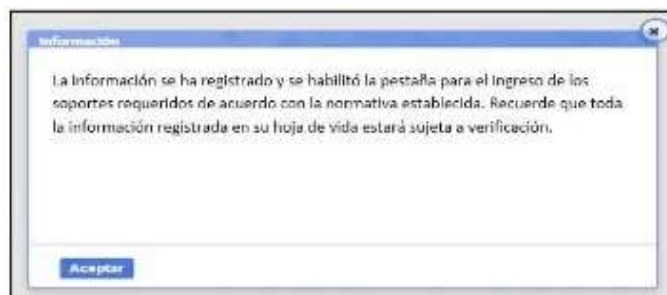 Información
La información se ha registrado y se habilitó la pestaña para el ingreso de los
soportes requeridos de acuerdo con la normativa establecida. Recuerde que toda
la información registrada en su hoja de vida estará sujeta a verificación.
Aceptar